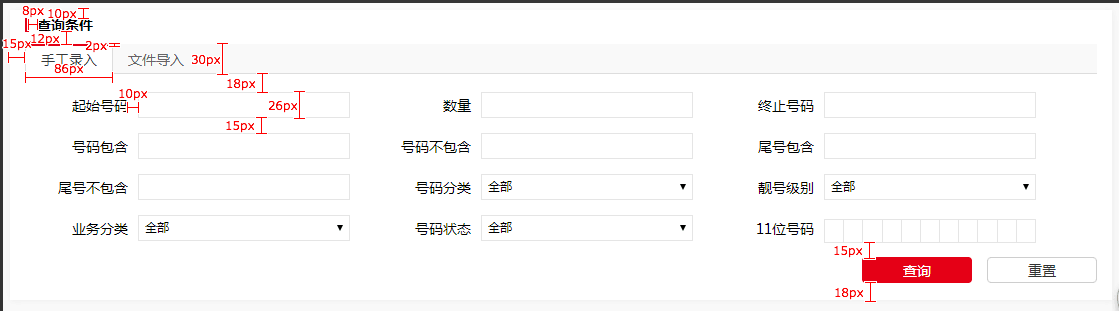 8px 10px
查询条件
12px
15px 2px
手工录入 文件导入 30px
86px
18px
10px
起始号码 26px 数量 终止号码
15px
号码包含 号码不包含 尾号包含
尾号不包含 号码分类 全部 靓号级别 全部
业务分类 全部 号码状态 全部 11位号码
15px
查询 重置
18px